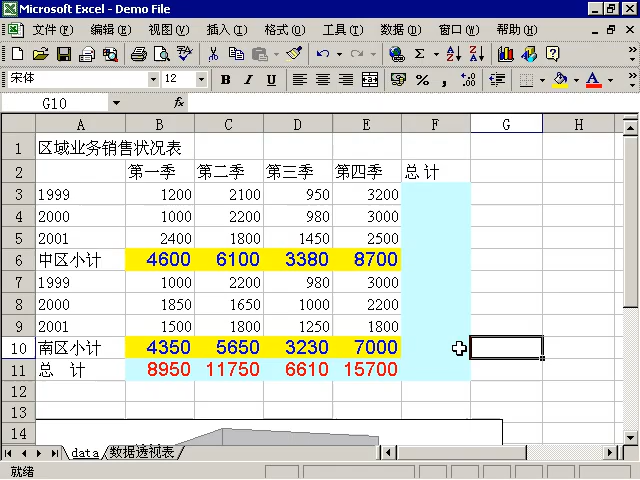 Microsoft Excel - Demo File
文件(F) 编辑(E) 视图(V) 插入(I) 格式(O) 工具(T) 数据(D) 窗口(W) 帮助(H)
宋体 12 B I U
G10 fx
A B C D E F G H
1 区域业务销售状况表
2 第一季 第二季 第三季 第四季 总 计
3 1999 1200 2100 950 3200
4 2000 1000 2200 980 3000
5 2001 2400 1800 1450 2500
6 中区小计 4600 6100 3380 8700
7 1999 1000 2200 980 3000
8 2000 1850 1650 1000 2200
9 2001 1500 1800 1250 1800
10 南区小计 4350 5650 3230 7000
11 总 计 8950 11750 6610 15700
12
13
14
data 数据透视表
就绪